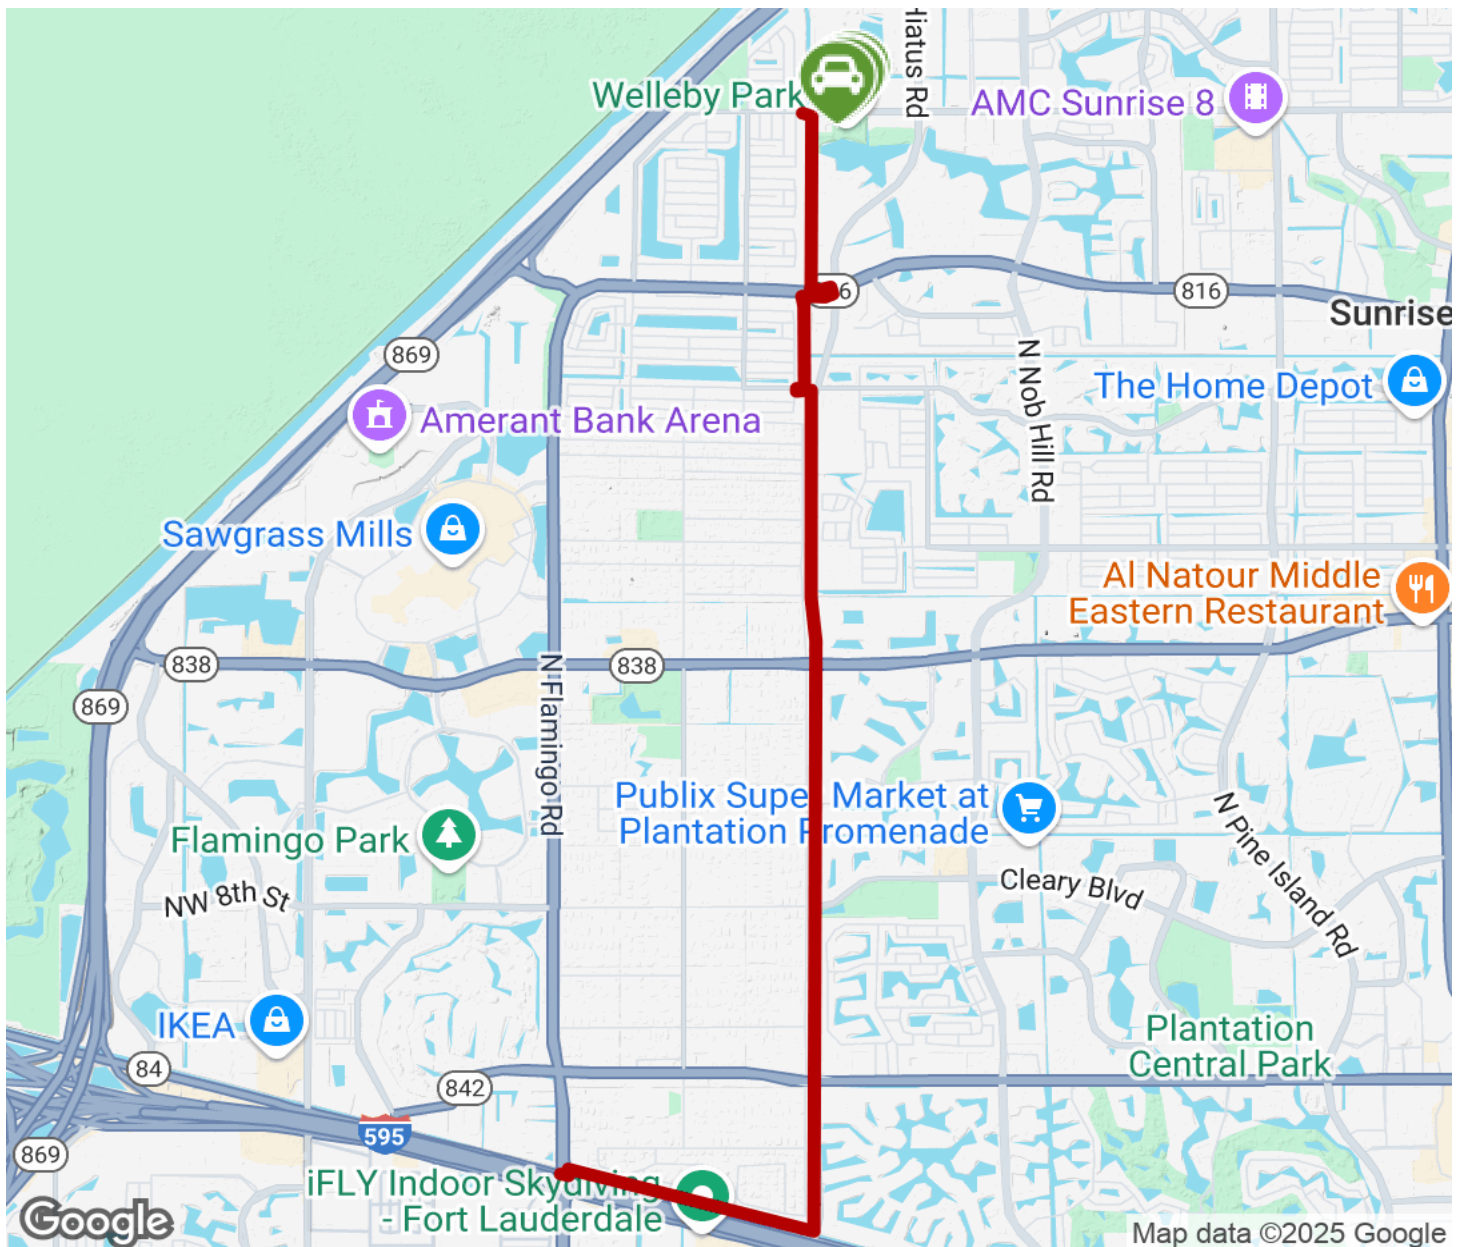 Hiatus Rd
Welleby Park
AMC Sunrise 8
816
Sunrise
869
N Nob Hill Rd
The Home Depot
Amerant Bank Arena
Sawgrass Mills
Al Natour Middle
Eastern Restaurant
838
838
869
N Flamingo Rd
Publix Supe Market at
Plantation Promenade
N Pine Island Rd
Flamingo Park
Cleary Blvd
NW 8th St
IKEA
Plantation
Central Park
84
842
595
869
iFLY Indoor Skydiving
- Fort Lauderdale
Google
Map data ©2025 Google